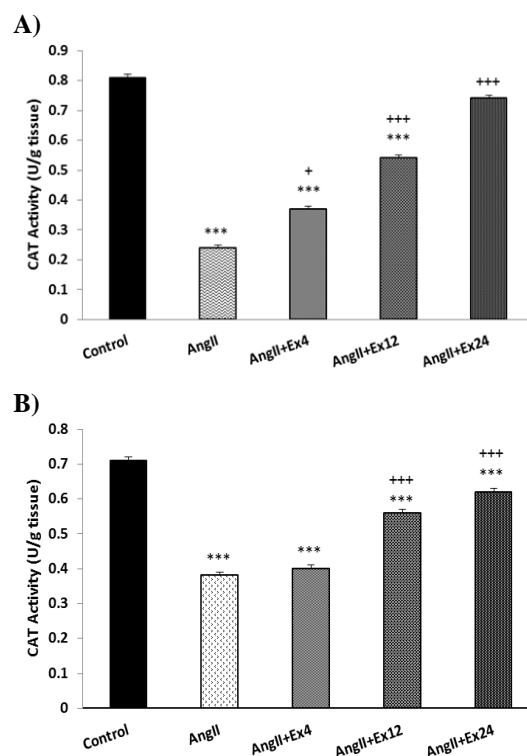 A)
CAT Activity (U/g tissue)
0.9
0.8
0.7
0.6
0.5
0.4
0.3
0.2
0.1
0
***
+
***
+++
***
+++
Control
AngII
AngII+Ex4
AngII+Ex12
AngII+Ex24
B)
CAT Activity (U/g tissue)
0.8
0.7
0.6
0.5
0.4
0.3
0.2
0.1
0
***
***
+++
***
+++
***
Control
AngII
AngII+Ex4
AngII+Ex12
AngII+Ex24